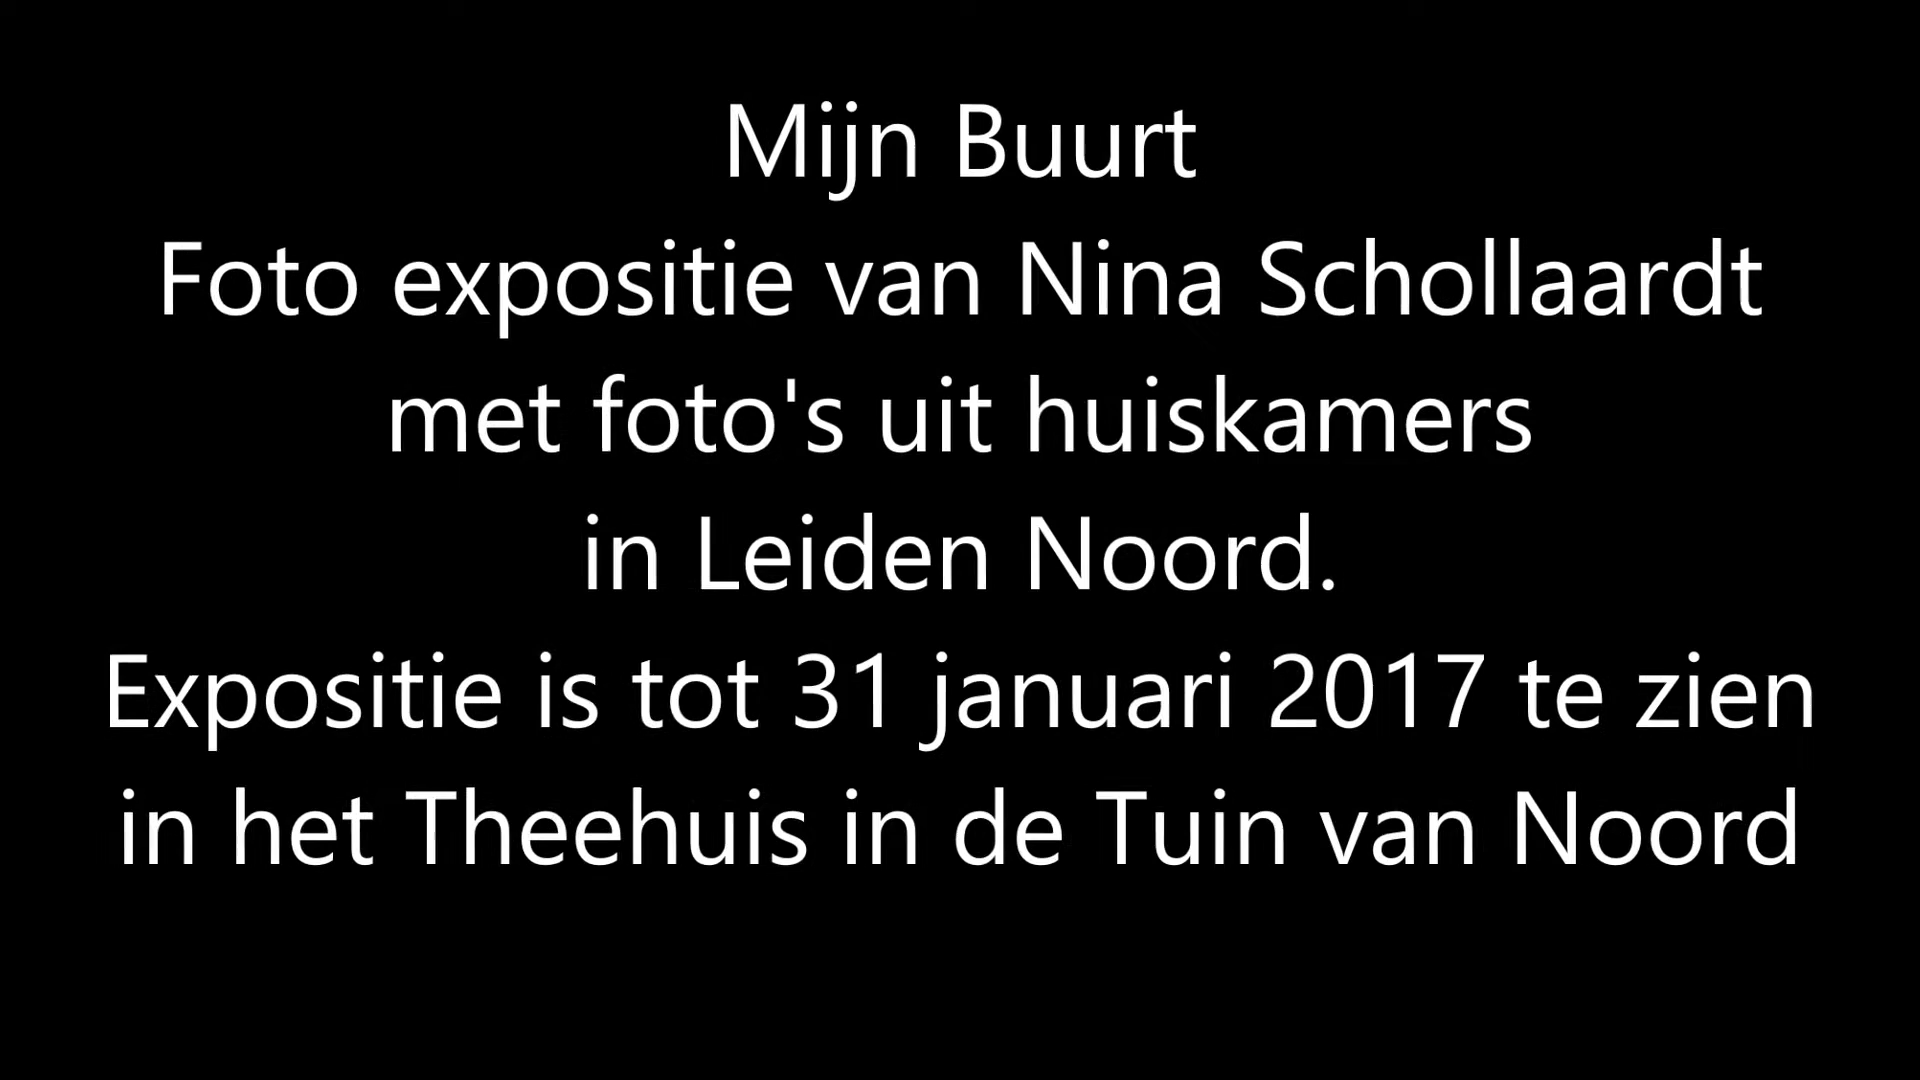 Mijn Buurt
Foto expositie van Nina Schollaardt
met foto's uit huiskamers
in Leiden Noord.
Expositie is tot 31 januari 2017 te zien
in het Theehuis in de Tuin van Noord